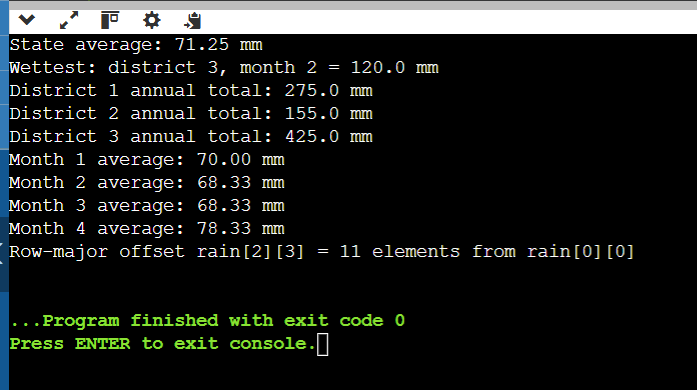 State average: 71.25 mm
Wettest: district 3, month 2 = 120.0 mm
District 1 annual total: 275.0 mm
District 2 annual total: 155.0 mm
District 3 annual total: 425.0 mm
Month 1 average: 70.00 mm
Month 2 average: 68.33 mm
Month 3 average: 68.33 mm
Month 4 average: 78.33 mm
Row-major offset rain[2][3] = 11 elements from rain[0][0]
...Program finished with exit code 0
Press ENTER to exit console.